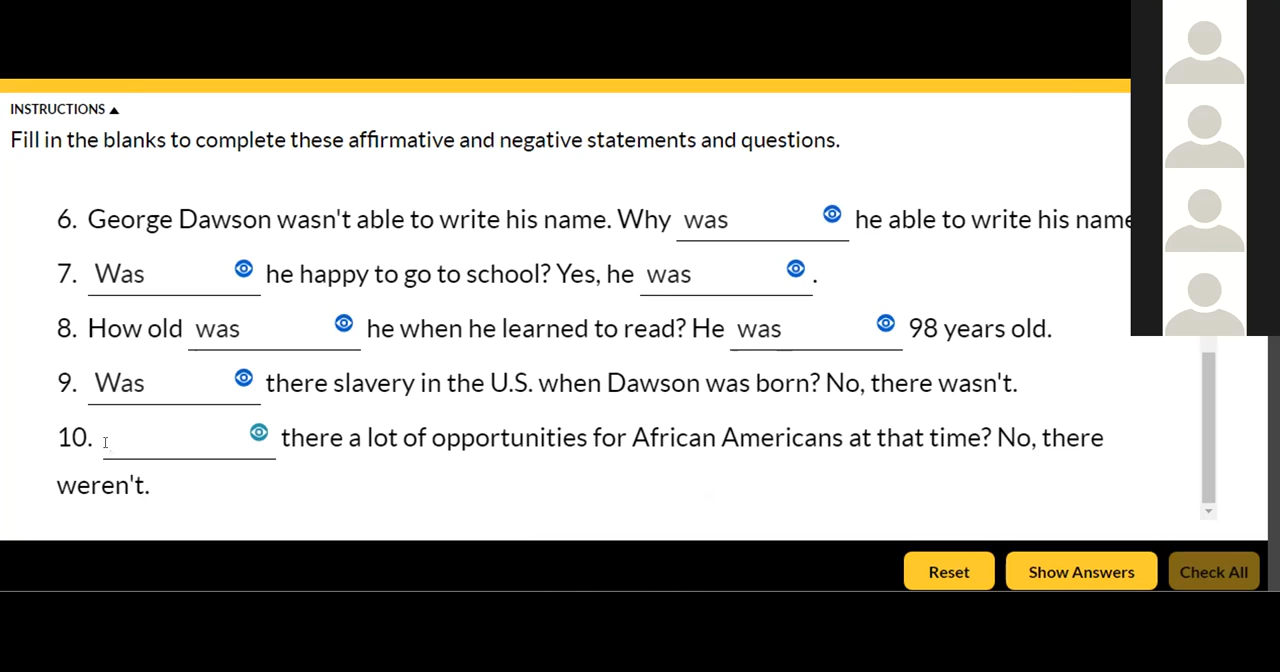 INSTRUCTIONS ▲
Fill in the blanks to complete these affirmative and negative statements and questions.
6. George Dawson wasn't able to write his name. Why was he able to write his name
7. Was he happy to go to school? Yes, he was .
8. How old was he when he learned to read? He was 98 years old.
9. Was there slavery in the U.S. when Dawson was born? No, there wasn't.
10. there a lot of opportunities for African Americans at that time? No, there
weren't.
Reset Show Answers Check All